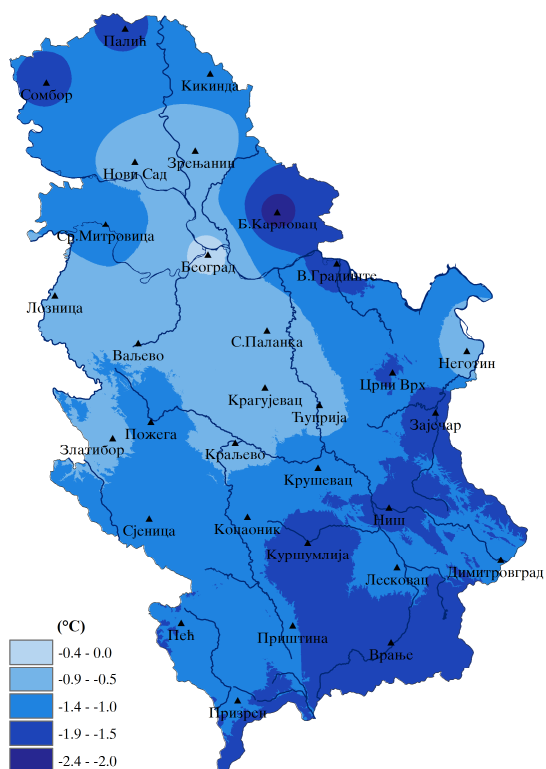 Палић
Сомбор
Кикинда
Зрењанин
Нови Сад
Б.Карловац
Ср.Митровица
Београд
В.Градиште
Лозница
С.Паланка
Ваљево
Неготин
Црни Врх
Крагујевац
Ћуприја
Зајечар
Пожега
Златибор
Краљево
Крушевац
Ниш
Сјеница
Копаоник
Куршумлија
Димитровград
Лесковац
Пећ
Приштина
Врање
Призрен
(°C)
-0.4 - 0.0
-0.9 - -0.5
-1.4 - -1.0
-1.9 - -1.5
-2.4 - -2.0